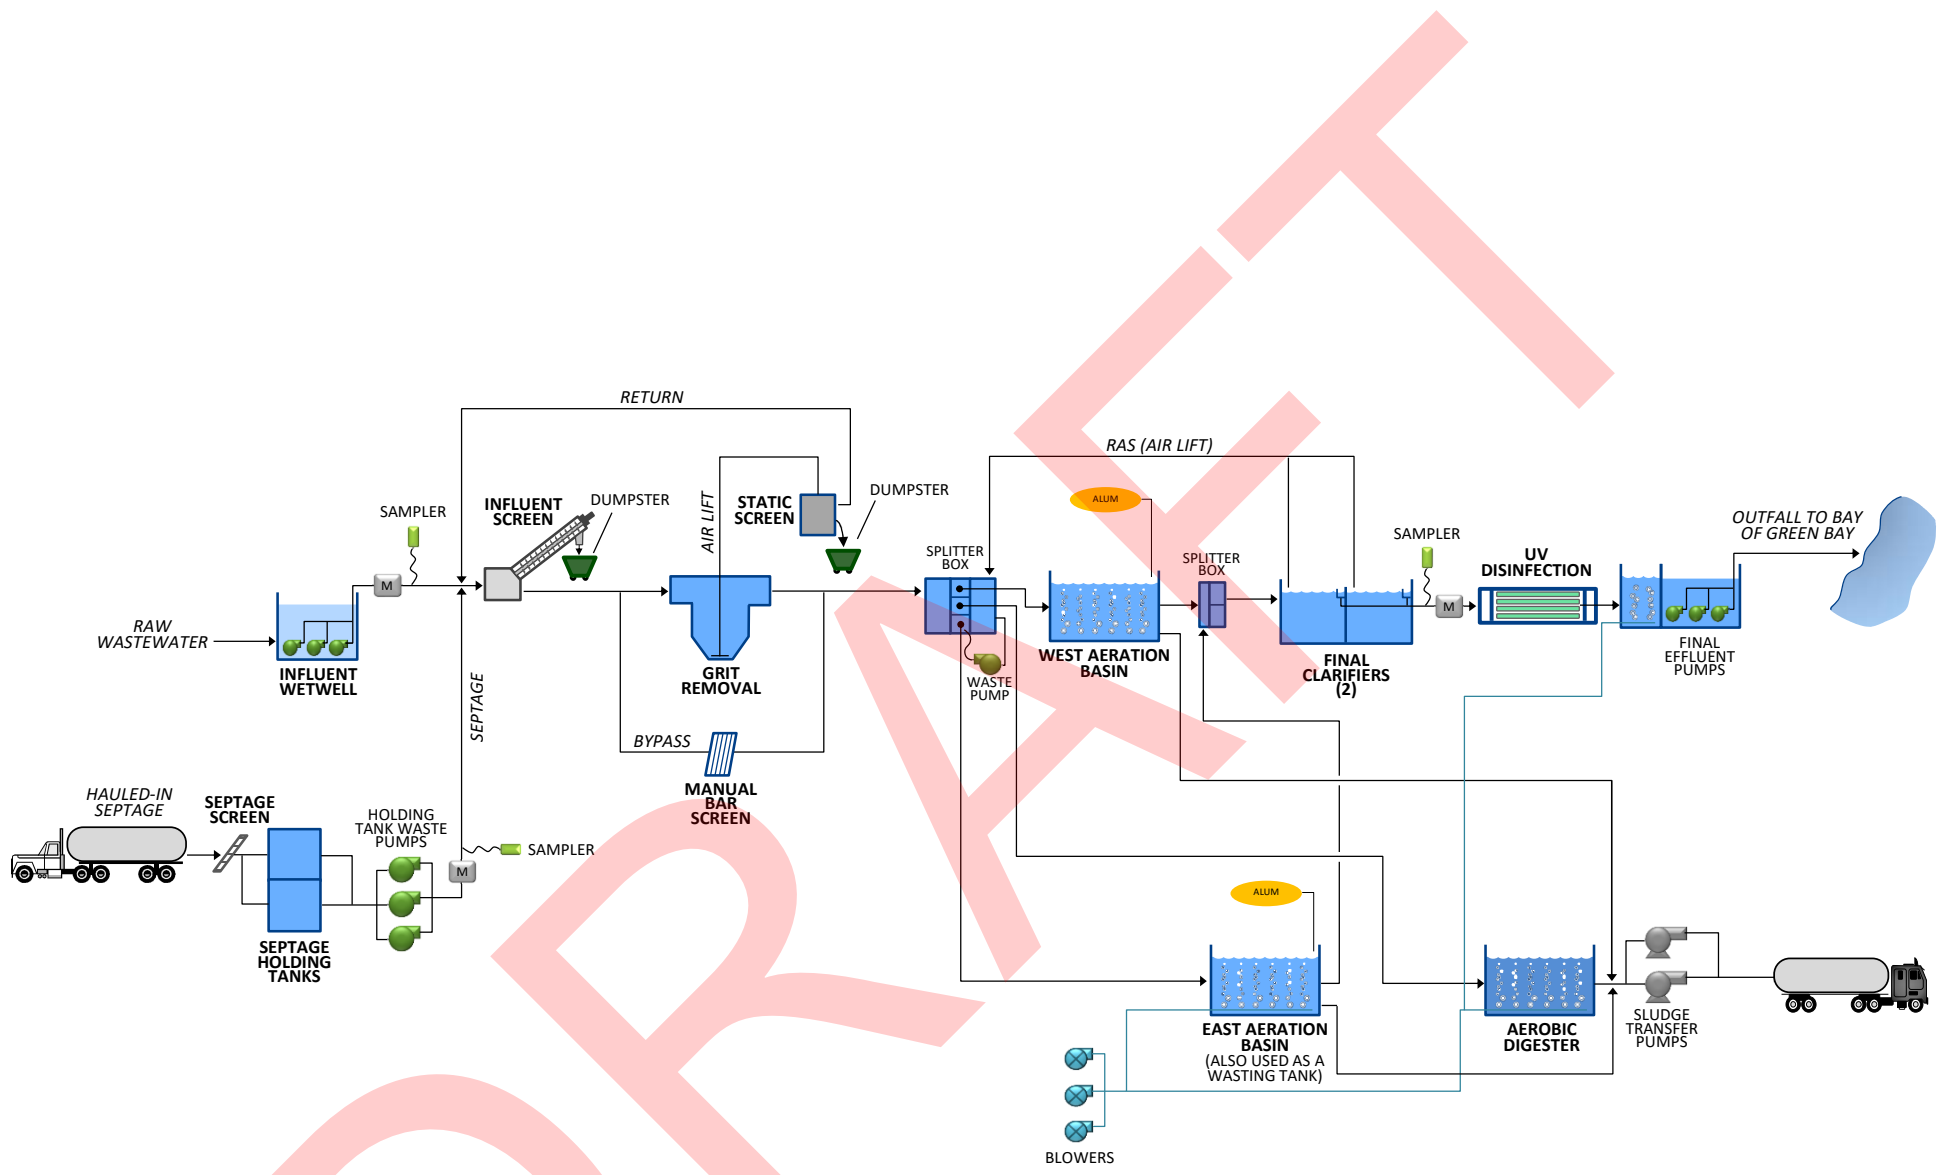 RETURN
RAS (AIR LIFT)
INFLUENT
SCREEN
DUMPSTER
SAMPLER
AIR LIFT
STATIC
SCREEN
DUMPSTER
ALUM
SPLITTER
BOX
SPLITTER
BOX
SAMPLER
UV
DISINFECTION
OUTFALL TO BAY
OF GREEN BAY
M
M
RAW
WASTEWATER
INFLUENT
WETWELL
GRIT
REMOVAL
WASTE
PUMP
WEST AERATION
BASIN
FINAL
CLARIFIERS
(2)
FINAL
EFFLUENT
PUMPS
SEPTAGE
BYPASS
MANUAL
BAR
SCREEN
HAULED-IN
SEPTAGE
SEPTAGE
SCREEN
HOLDING
TANK WASTE
PUMPS
SAMPLER
M
SEPTAGE
HOLDING
TANKS
ALUM
EAST AERATION
BASIN
(ALSO USED AS A
WASTING TANK)
AEROBIC
DIGESTER
SLUDGE
TRANSFER
PUMPS
BLOWERS
DRAFT